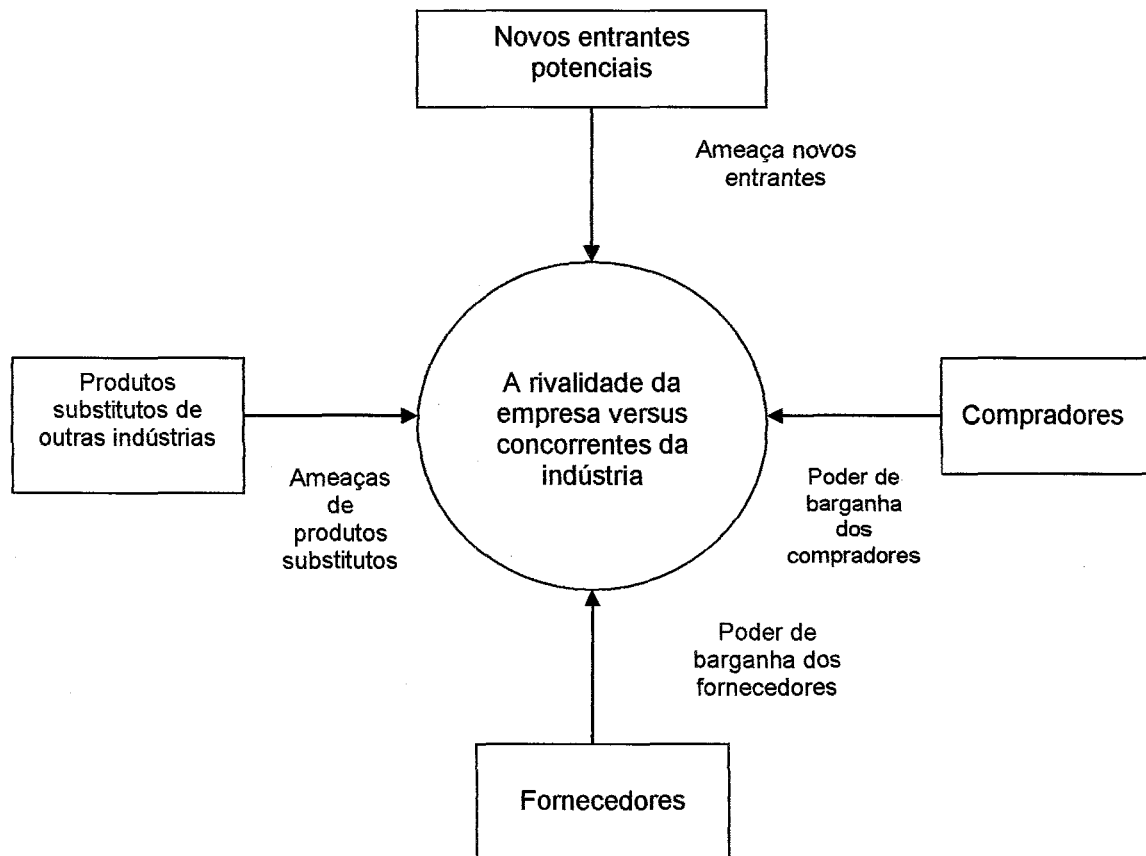 Novos entrantes
potenciais
Ameaça novos
entrantes
Produtos
substitutos de
outras indústrias
A rivalidade da
empresa versus
concorrentes da
indústria
Compradores
Ameaças
de
produtos
substitutos
Poder de
barganha
dos
compradores
Poder de
barganha dos
fornecedores
Fornecedores